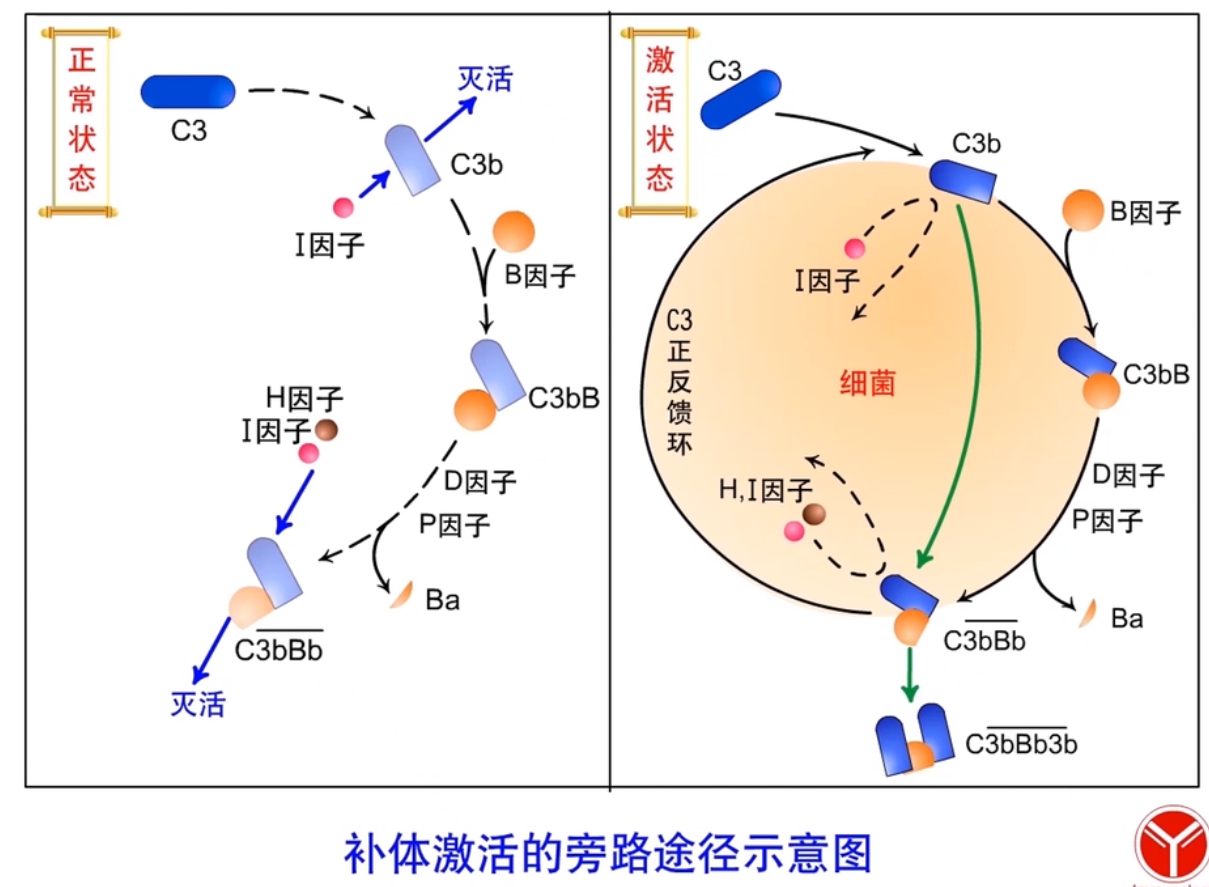 正常状态
C3
灭活
C3b
I因子
B因子
C3bB
H因子
I因子
D因子
P因子
Ba
C3bBb
灭活
激活状态
C3
C3b
B因子
I因子
C3正反馈环
细菌
C3bB
H,I因子
D因子
P因子
Ba
C3bBb
C3bBb3b
补体激活的旁路途径示意图